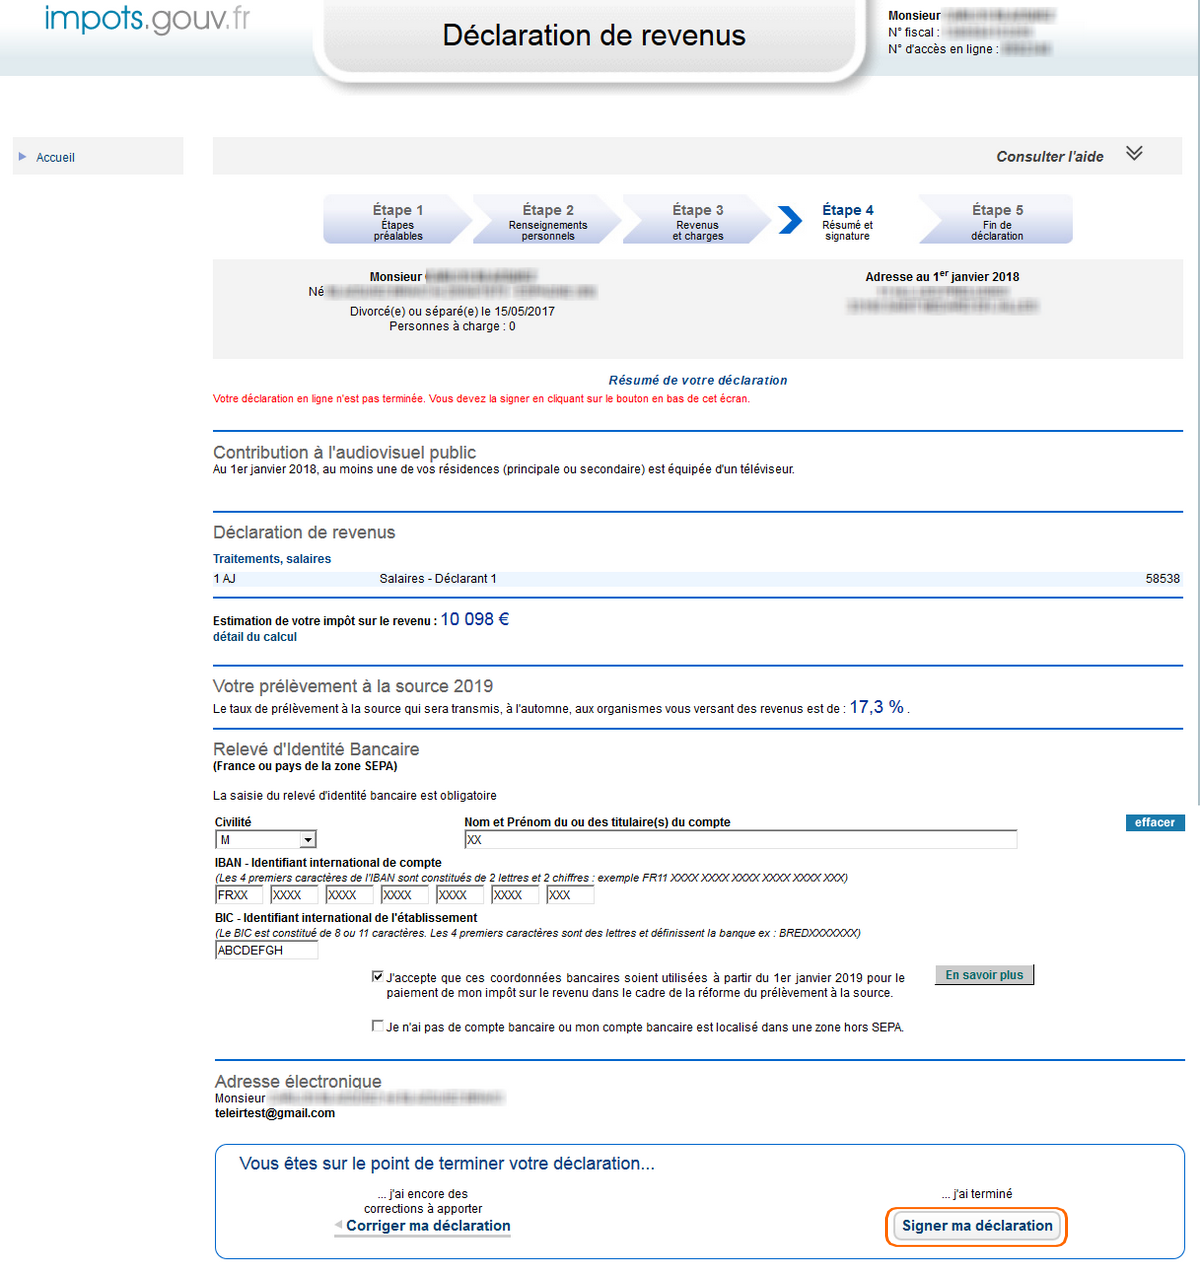 impots.gouv.fr
Déclaration de revenus
Monsieur
N° fiscal :
N° d'accès en ligne :
Accueil
Consulter l'aide
Étape 1
Étapes
préalables
Étape 2
Renseignements
personnels
Étape 3
Revenus
et charges
Étape 4
Résumé et
signature
Étape 5
Fin de
déclaration
Monsieur
Né
Divorcé(e) ou séparé(e) le 15/05/2017
Personnes à charge : 0
Adresse au 1er janvier 2018
Résumé de votre déclaration
Votre déclaration en ligne n'est pas terminée. Vous devez la signer en cliquant sur le bouton en bas de cet écran.
Contribution à l'audiovisuel public
Au 1er janvier 2018, au moins une de vos résidences (principale ou secondaire) est équipée d'un téléviseur.
Déclaration de revenus
Traitements, salaires
1 AJ Salaires - Déclarant 1 58538
Estimation de votre impôt sur le revenu : 10 098 €
détail du calcul
Votre prélèvement à la source 2019
Le taux de prélèvement à la source qui sera transmis, à l'automne, aux organismes vous versant des revenus est de : 17,3 % .
Relevé d'Identité Bancaire
(France ou pays de la zone SEPA)
La saisie du relevé d'identité bancaire est obligatoire
Civilité Nom et Prénom du ou des titulaire(s) du compte effacer
M XX
IBAN - Identifiant international de compte
(Les 4 premiers caractères de l'IBAN sont constitués de 2 lettres et 2 chiffres : exemple FR11 XXXX XXXX XXXX XXXX XXXX XXX)
FRXX XXXX XXXX XXXX XXXX XXXX XXX
BIC - Identifiant international de l'établissement
(Le BIC est constitué de 8 ou 11 caractères. Les 4 premiers caractères sont des lettres et définissent la banque ex : BREDXXXXXXX)
ABCDEFGH
J'accepte que ces coordonnées bancaires soient utilisées à partir du 1er janvier 2019 pour le
paiement de mon impôt sur le revenu dans le cadre de la réforme du prélèvement à la source.
En savoir plus
Je n'ai pas de compte bancaire ou mon compte bancaire est localisé dans une zone hors SEPA.
Adresse électronique
Monsieur
teleirtest@gmail.com
Vous êtes sur le point de terminer votre déclaration...
... j'ai encore des
corrections à apporter
Corriger ma déclaration
... j'ai terminé
Signer ma déclaration